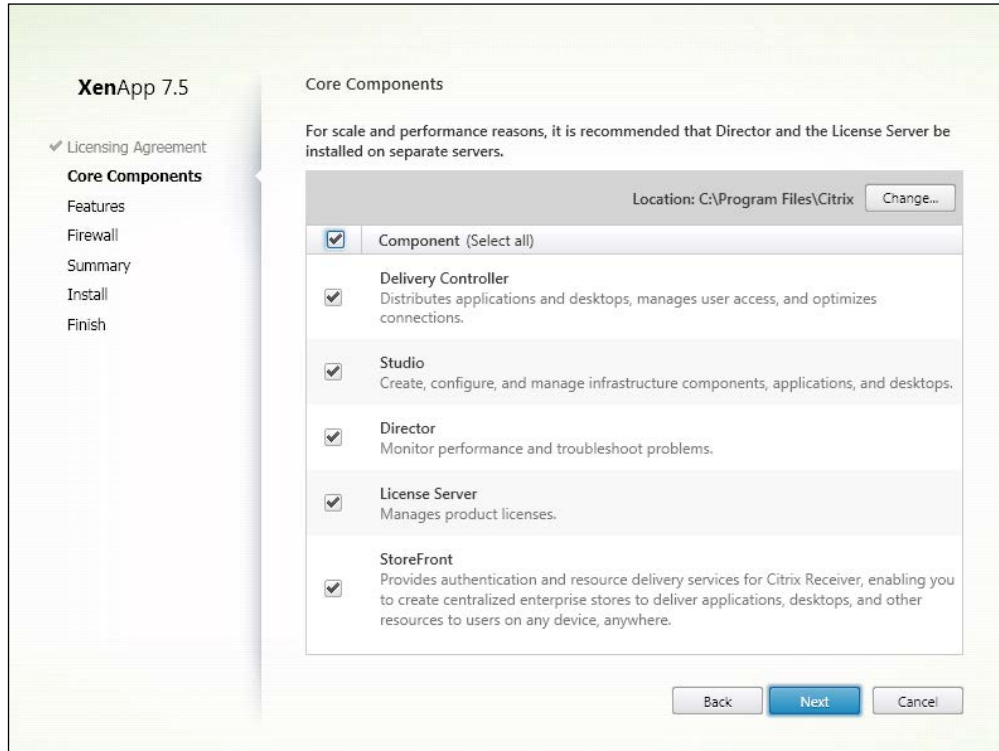 XenApp 7.5
Licensing Agreement
Core Components
Features
Firewall
Summary
Install
Finish
Core Components
For scale and performance reasons, it is recommended that Director and the License Server be
installed on separate servers.
Location: C:\Program Files\Citrix Change...
Component (Select all)
Delivery Controller
Distributes applications and desktops, manages user access, and optimizes
connections.
Studio
Create, configure, and manage infrastructure components, applications, and desktops.
Director
Monitor performance and troubleshoot problems.
License Server
Manages product licenses.
StoreFront
Provides authentication and resource delivery services for Citrix Receiver, enabling you
to create centralized enterprise stores to deliver applications, desktops, and other
resources to users on any device, anywhere.
Back Next Cancel